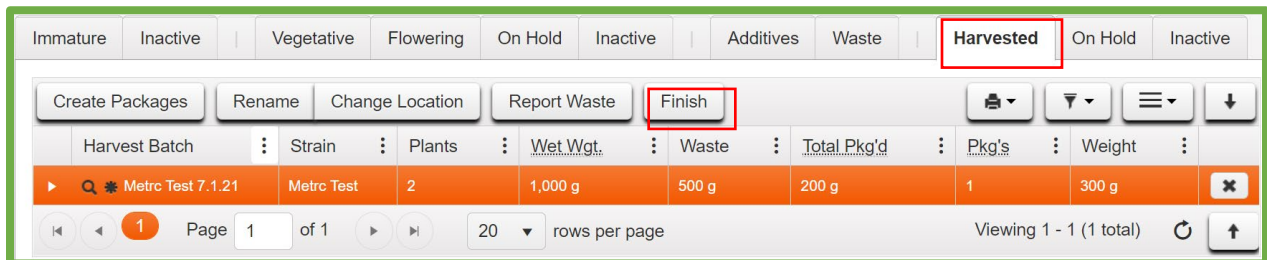 Immature Inactive Vegetative Flowering On Hold Inactive Additives Waste Harvested On Hold Inactive
Create Packages Rename Change Location Report Waste Finish
Harvest Batch Strain Plants Wet Wgt. Waste Total Pkg'd Pkg's Weight
Metrc Test 7.1.21 Metrc Test 2 1,000 g 500 g 200 g 1 300 g
1 Page 1 of 1 20 rows per page Viewing 1 - 1 (1 total)